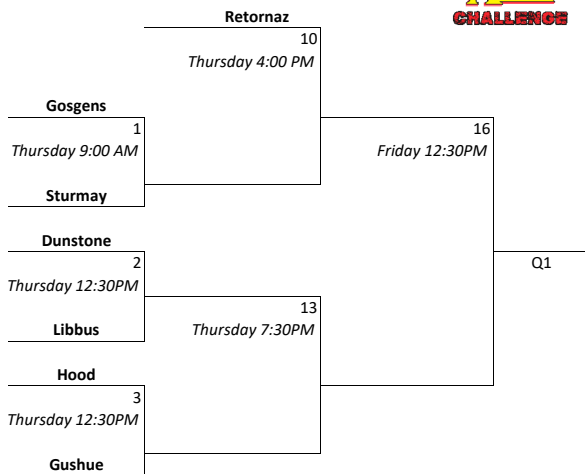 CHALLENGE
Retornaz
10
Thursday 4:00 PM
Gosgens
1
Thursday 9:00 AM
16
Friday 12:30PM
Sturmay
Dunstone
2
Thursday 12:30PM
Q1
13
Thursday 7:30PM
Libbus
Hood
3
Thursday 12:30PM
Gushue